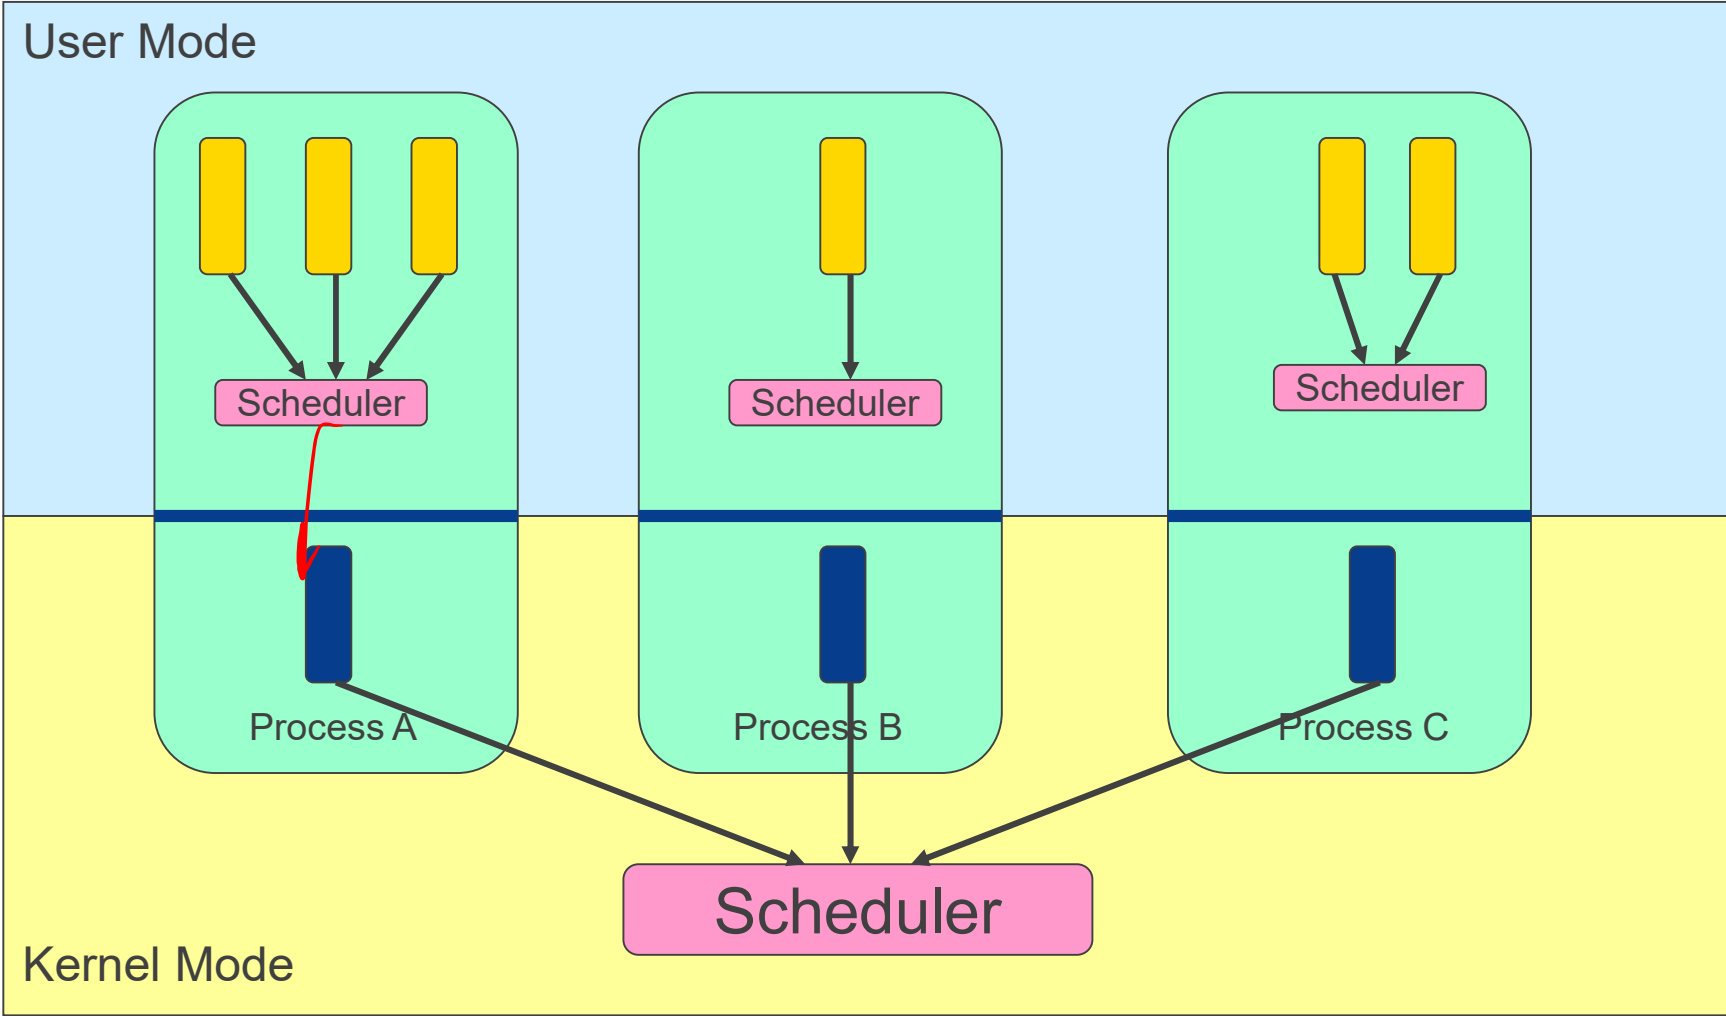 User Mode
Scheduler
Scheduler
Scheduler
Process A
Process B
Process C
Scheduler
Kernel Mode